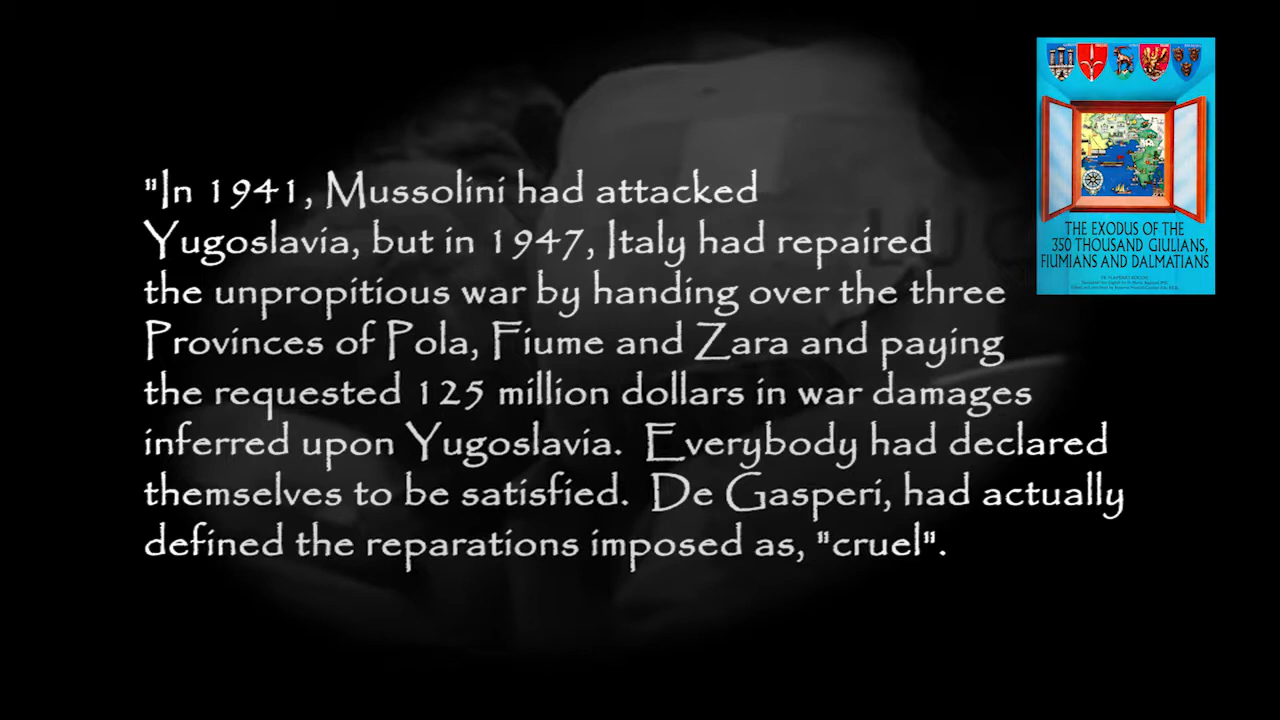 "In 1941, Mussolini had attacked
Yugoslavia, but in 1947, Italy had repaired
the unpropitious war by handing over the three
Provinces of Pola, Fiume and Zara and paying
the requested 125 million dollars in war damages
inferred upon Yugoslavia. Everybody had declared
themselves to be satisfied. De Gasperi, had actually
defined the reparations imposed as, "cruel".
THE EXODUS OF THE
350 THOUSAND GIULIANS,
FIUMIANS AND DALMATIANS